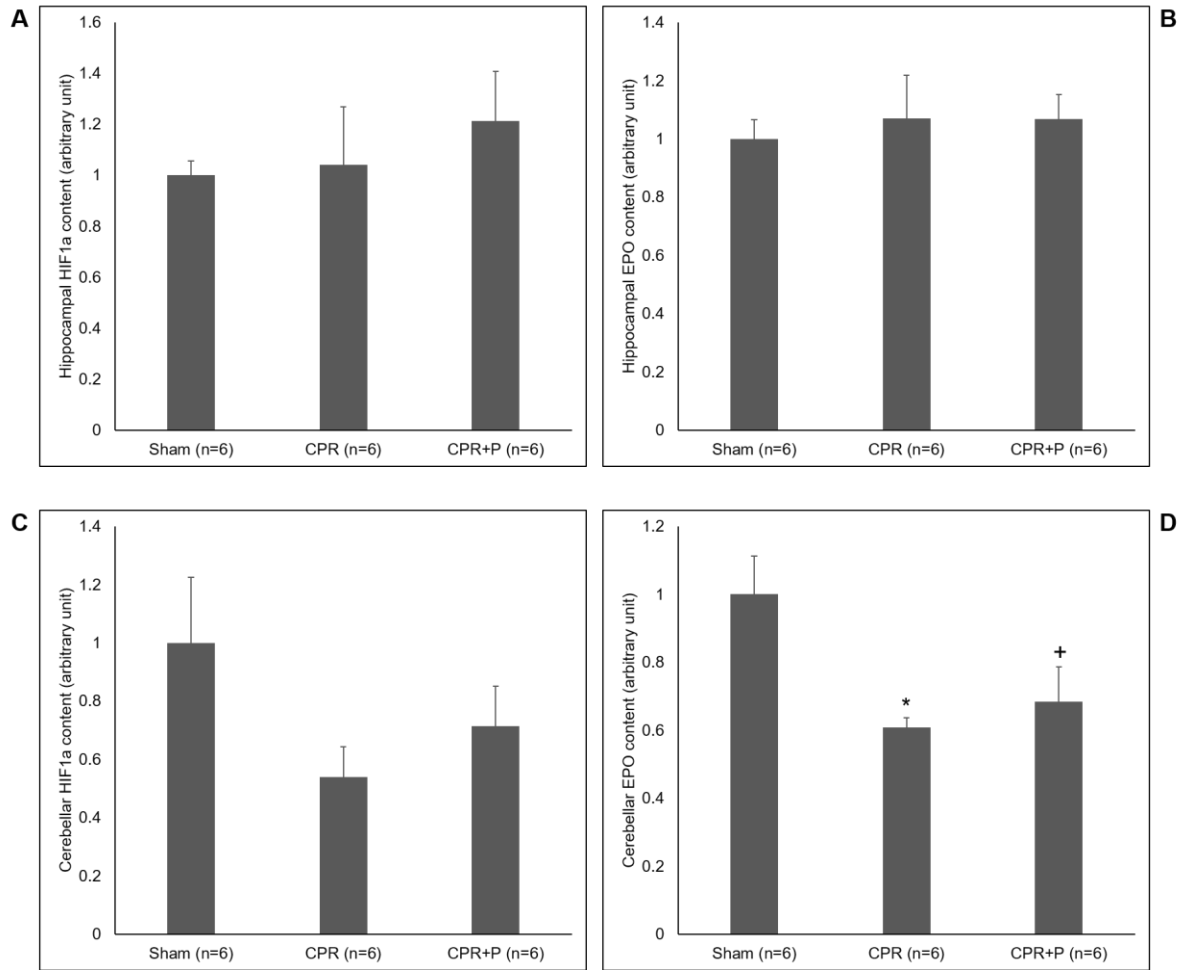 A
Hippocampal HIF1a content (arbitrary unit)
1.6
1.4
1.2
1
0.8
0.6
0.4
0.2
0
Sham (n=6) CPR (n=6) CPR+P (n=6)
B
Hippocampal EPO content (arbitrary unit)
1.4
1.2
1
0.8
0.6
0.4
0.2
0
Sham (n=6) CPR (n=6) CPR+P (n=6)
C
Cerebellar HIF1a content (arbitrary unit)
1.4
1.2
1
0.8
0.6
0.4
0.2
0
Sham (n=6) CPR (n=6) CPR+P (n=6)
D
Cerebellar EPO content (arbitrary unit)
1.2
1
0.8
0.6
0.4
0.2
0
* +
Sham (n=6) CPR (n=6) CPR+P (n=6)